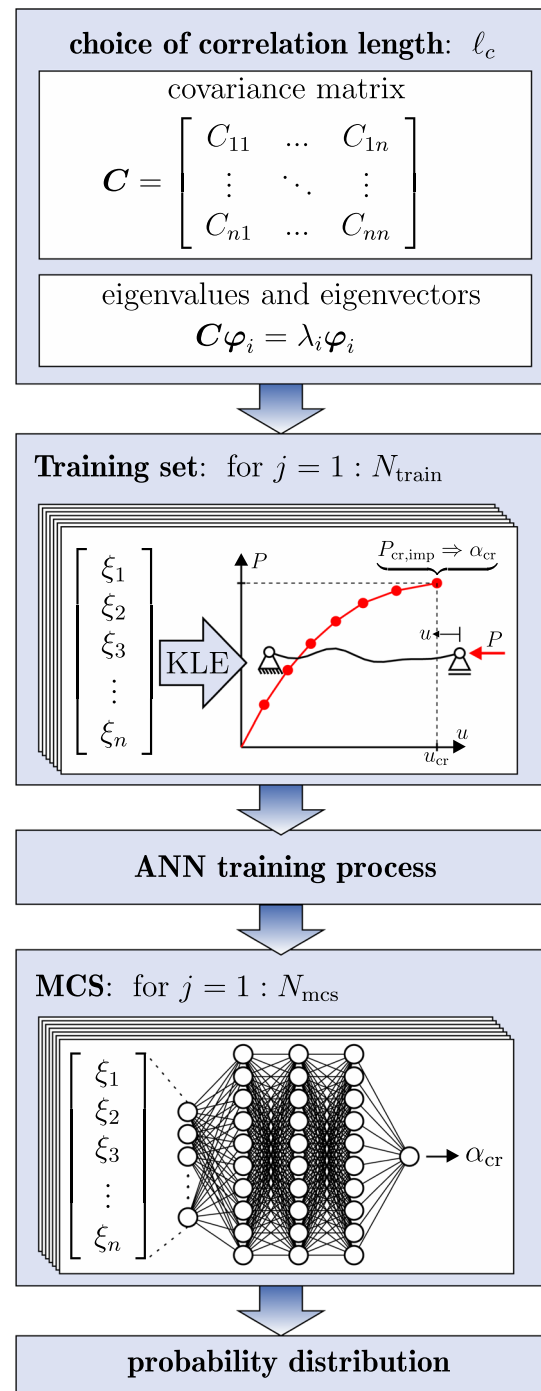 choice of correlation length: ℓ_c
covariance matrix
C = [ C_11 ... C_1n
⋮ ⋱ ⋮
C_n1 ... C_nn ]
eigenvalues and eigenvectors
Cφ_i = λ_iφ_i
Training set: for j = 1 : N_train
ξ_1
ξ_2
ξ_3
⋮
ξ_n
KLE
P
P_cr,imp ⇒ α_cr
u
P
u_cr
u
ANN training process
MCS: for j = 1 : N_mcs
ξ_1
ξ_2
ξ_3
⋮
ξ_n
α_cr
probability distribution